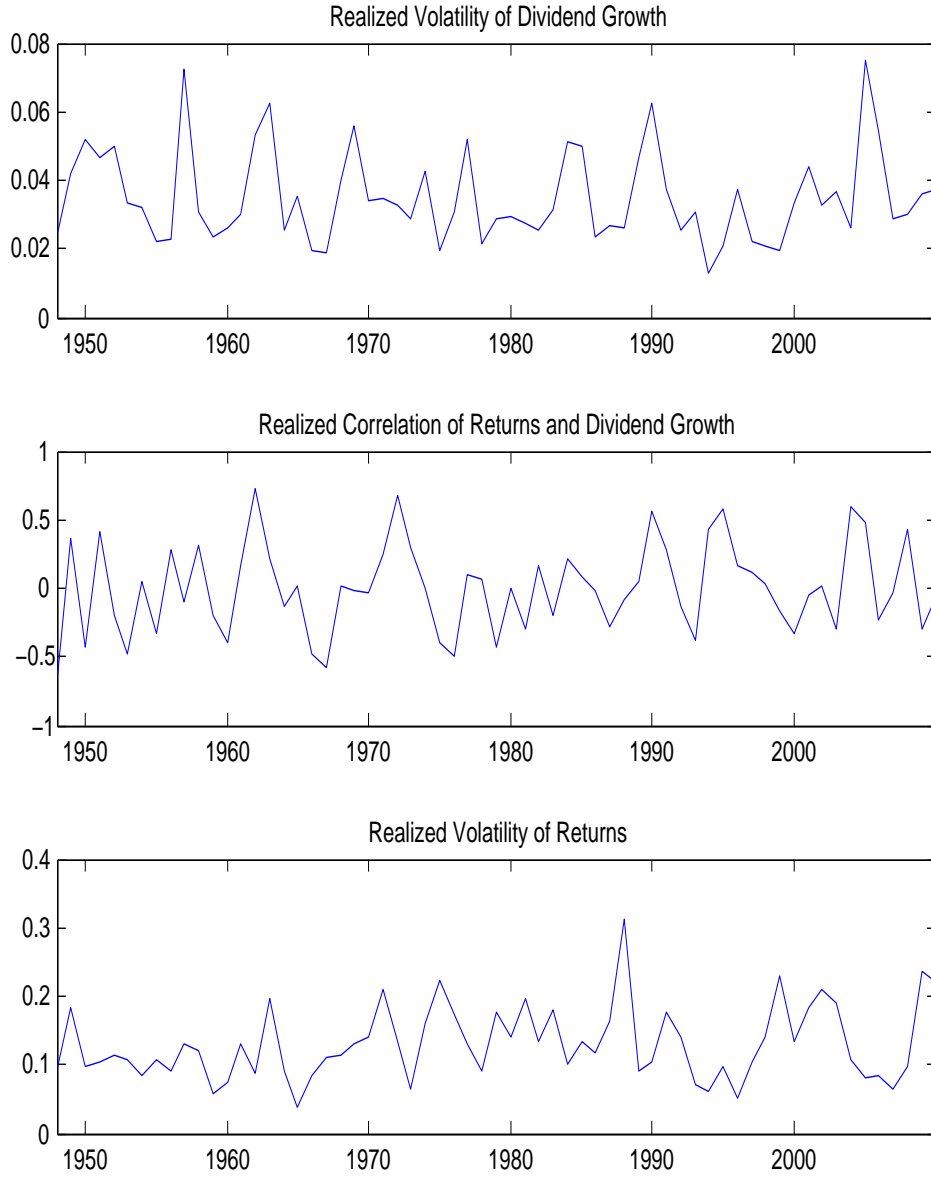 Realized Volatility of Dividend Growth
0.08
0.06
0.04
0.02
0
1950 1960 1970 1980 1990 2000
Realized Correlation of Returns and Dividend Growth
1
0.5
0
−0.5
−1
1950 1960 1970 1980 1990 2000
Realized Volatility of Returns
0.4
0.3
0.2
0.1
0
1950 1960 1970 1980 1990 2000